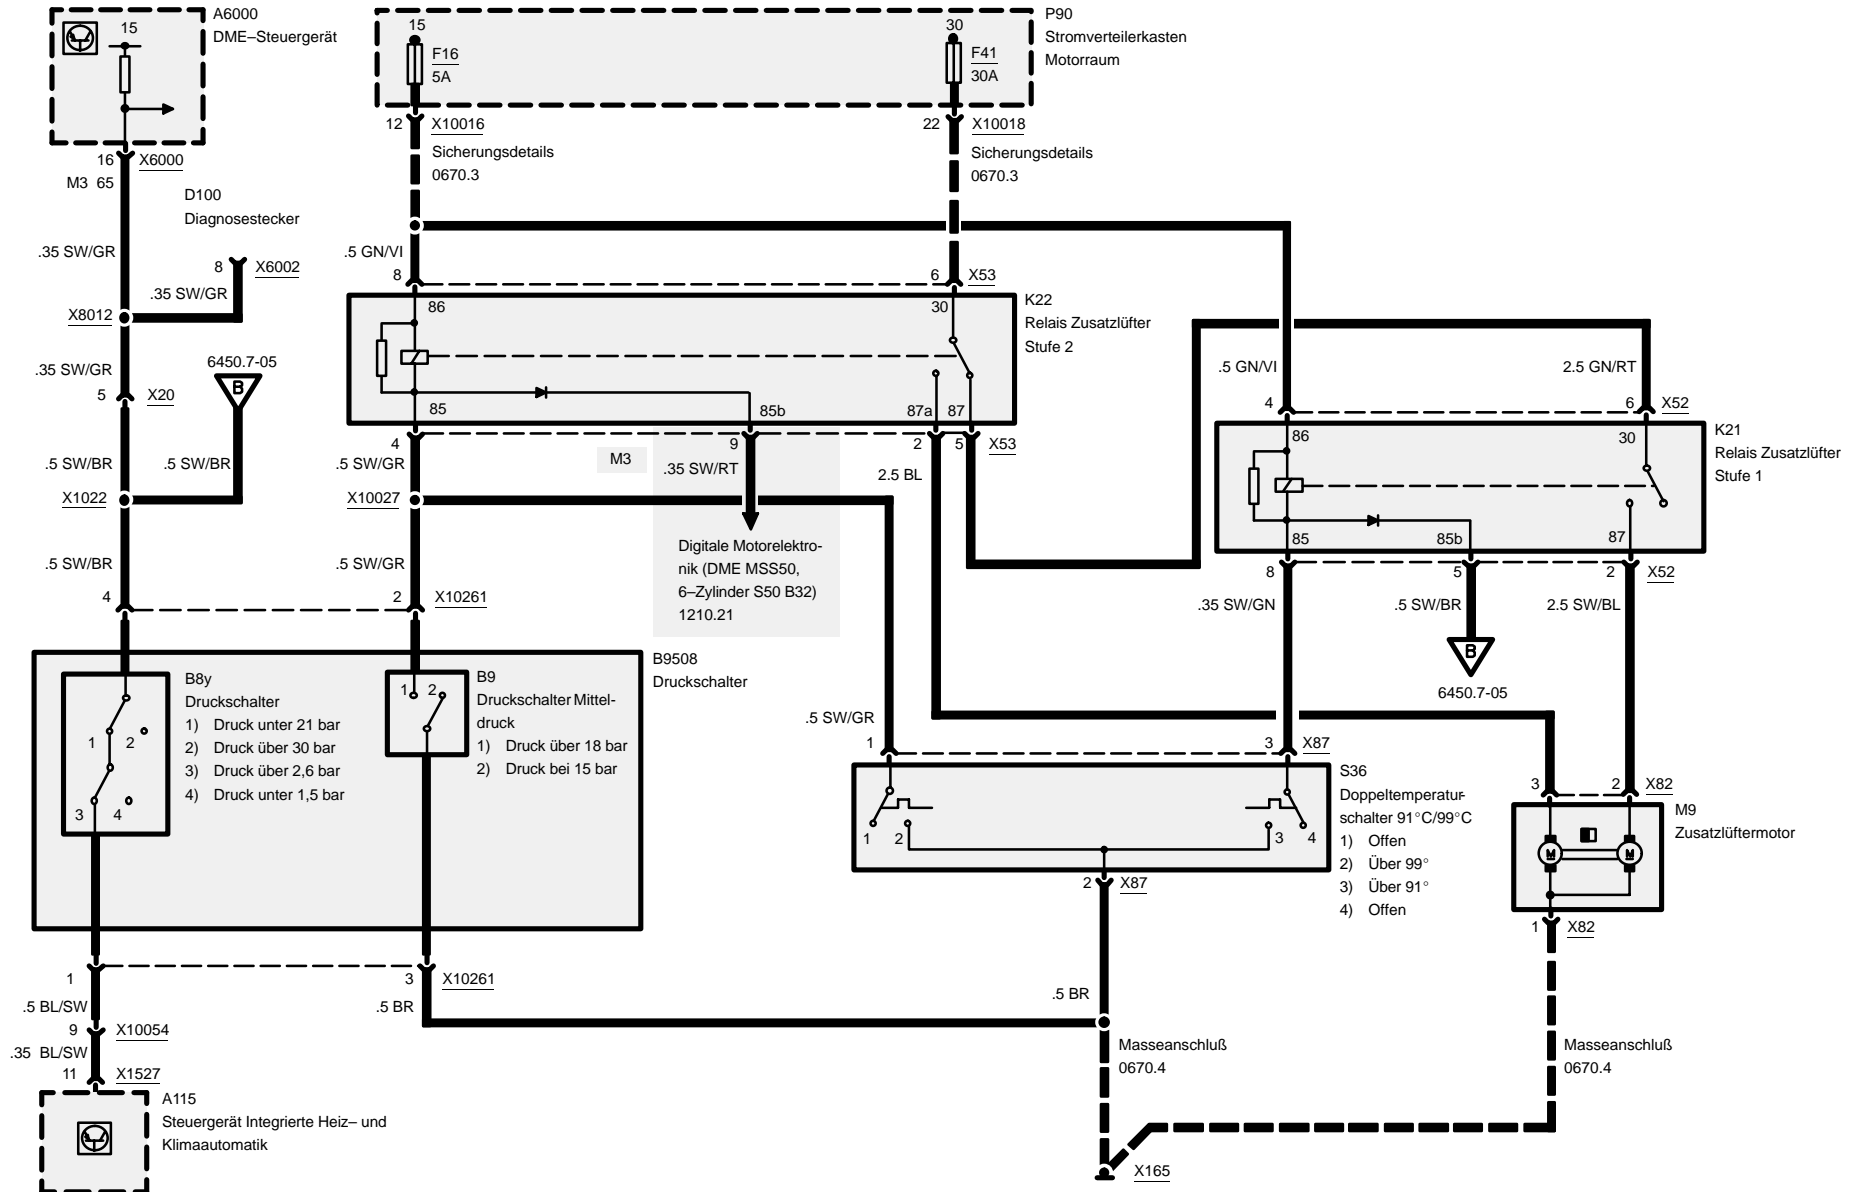 A6000
DME–Steuergerät
15
P90
Stromverteilerkasten
Motorraum
15
F16
5A
30
F41
30A
12 X10016
Sicherungsdetails
0670.3
22 X10018
Sicherungsdetails
0670.3
16 X6000
M3 65
D100
Diagnosestecker
.35 SW/GR
8 X6002
.35 SW/GR
X8012
.35 SW/GR
5 X20
6450.7-05
B
.5 SW/BR
.5 SW/BR
X1022
.5 SW/BR
4
.5 GN/VI
8
6 X53
86
30
K22
Relais Zusatzlüfter
Stufe 2
85
85b
87a 87
4
9
2
5 X53
M3
.5 SW/GR
.35 SW/RT
2.5 BL
X10027
.5 SW/GR
2 X10261
Digitale Motorelektro-
nik (DME MSS50,
6–Zylinder S50 B32)
1210.21
.5 GN/VI
2.5 GN/RT
4
6 X52
86
30
K21
Relais Zusatzlüfter
Stufe 1
85
85b
87
8
5
2 X52
.35 SW/GN
.5 SW/BR
2.5 SW/BL
B
6450.7-05
B9508
Druckschalter
B8y
Druckschalter
1) Druck unter 21 bar
2) Druck über 30 bar
3) Druck über 2,6 bar
4) Druck unter 1,5 bar
1 2
3 4
1 2
B9
Druckschalter Mittel-
druck
1) Druck über 18 bar
2) Druck bei 15 bar
.5 SW/GR
1
3 X87
S36
Doppeltemperatur-
schalter 91°C/99°C
1) Offen
2) Über 99°
3) Über 91°
4) Offen
1 2
3 4
2 X87
3
2 X82
M9
Zusatzlüftermotor
M M
1 X82
1
3 X10261
.5 BL/SW
.5 BR
.5 BR
9 X10054
.35 BL/SW
11 X1527
A115
Steuergerät Integrierte Heiz– und
Klimaautomatik
Masseanschluß
0670.4
Masseanschluß
0670.4
X165